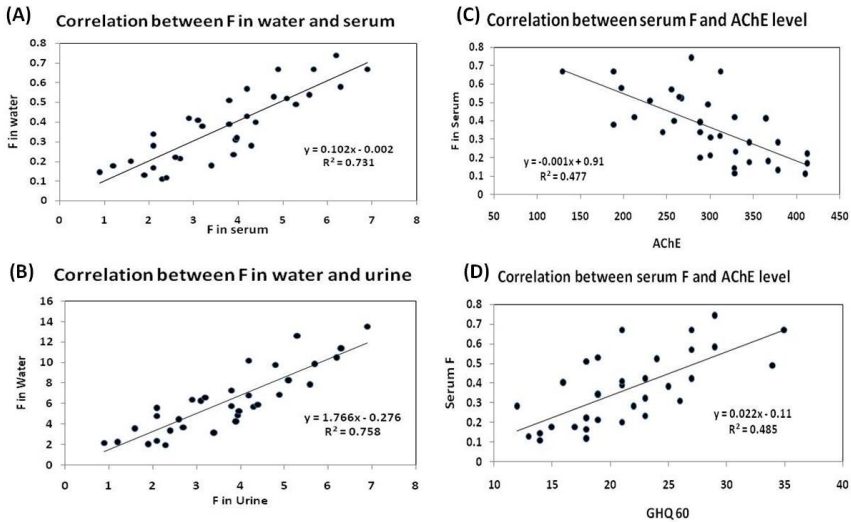 (A)
Correlation between F in water and serum
0.8
0.7
0.6
0.5
0.4
0.3
0.2
0.1
0
F in water
y = 0.102x - 0.002
R² = 0.731
0 1 2 3 4 5 6 7 8
F in serum
(C)
Correlation between serum F and AChE level
0.8
0.7
0.6
0.5
0.4
0.3
0.2
0.1
0
F in Serum
y = -0.001x + 0.91
R² = 0.477
50 100 150 200 250 300 350 400 450
AChE
(B)
Correlation between F in water and urine
16
14
12
10
8
6
4
2
0
F in Water
y = 1.766x - 0.276
R² = 0.758
0 1 2 3 4 5 6 7 8
F in Urine
(D)
Correlation between serum F and AChE level
0.8
0.7
0.6
0.5
0.4
0.3
0.2
0.1
0
Serum F
y = 0.022x - 0.11
R² = 0.485
10 15 20 25 30 35 40
GHQ 60